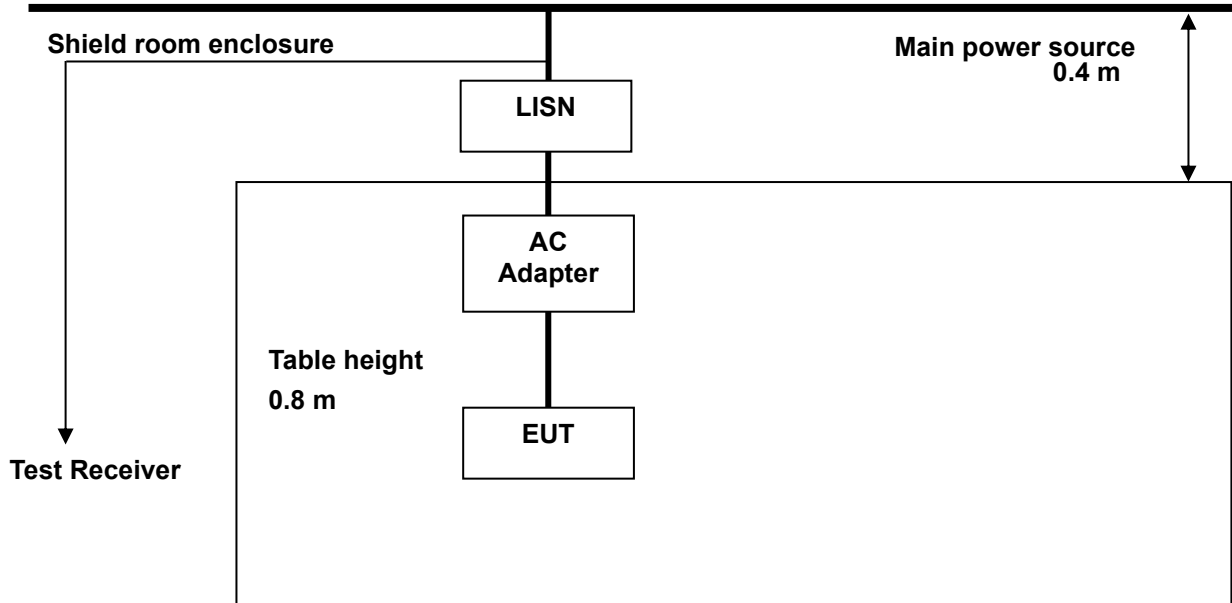 Shield room enclosure
Main power source
0.4 m
LISN
AC
Adapter
Table height
0.8 m
EUT
Test Receiver